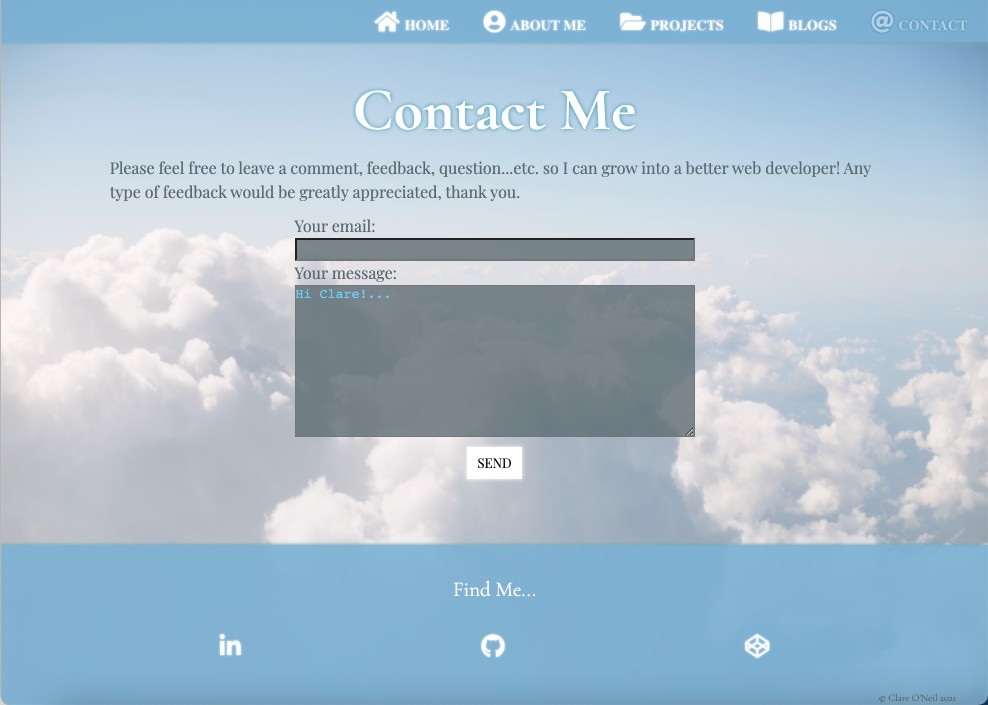 HOME ABOUT ME PROJECTS BLOGS CONTACT
Contact Me
Please feel free to leave a comment, feedback, question...etc. so I can grow into a better web developer! Any
type of feedback would be greatly appreciated, thank you.
Your email:
Your message:
Hi Clare!...
SEND
Find Me...
in
© Clare O'Neil 2021